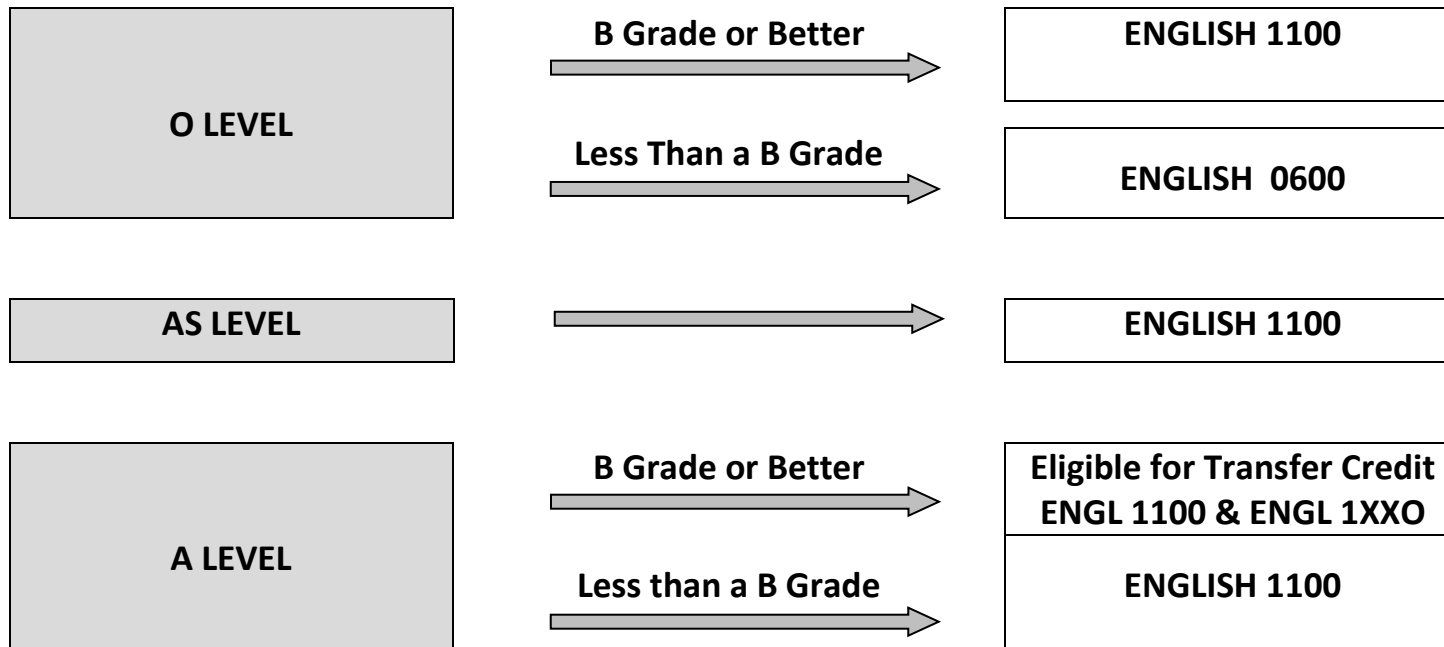 B Grade or Better
ENGLISH 1100
O LEVEL
Less Than a B Grade
ENGLISH 0600
AS LEVEL
ENGLISH 1100
B Grade or Better
Eligible for Transfer Credit
ENGL 1100 & ENGL 1XXO
A LEVEL
Less than a B Grade
ENGLISH 1100